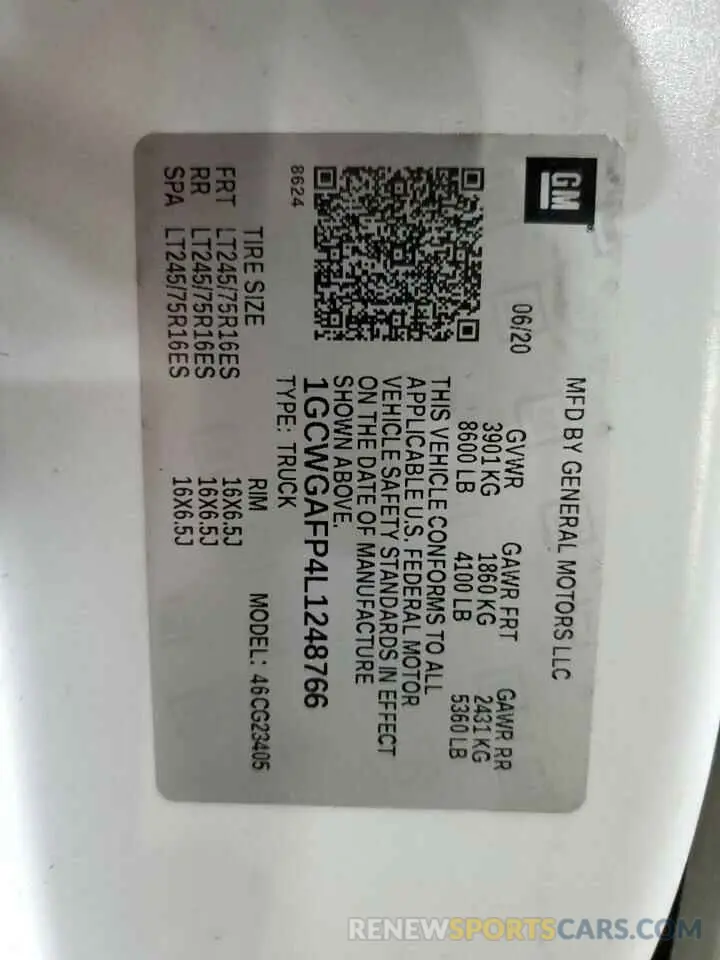 GM
MFD BY GENERAL MOTORS LLC
06/20
GVWR GAWR FRT GAWR RR
3901 KG 1860 KG 2431 KG
8600 LB 4100 LB 5360 LB
THIS VEHICLE CONFORMS TO ALL
APPLICABLE U.S. FEDERAL MOTOR
VEHICLE SAFETY STANDARDS IN EFFECT
ON THE DATE OF MANUFACTURE
SHOWN ABOVE.
1GCWGAFP4L1248766
TYPE: TRUCK
8624
MODEL: 46CG23405
TIRE SIZE RIM
FRT LT245/75R16ES 16X6.5J
RR LT245/75R16ES 16X6.5J
SPA LT245/75R16ES 16X6.5J
RENEWSPORTSCARS.COM